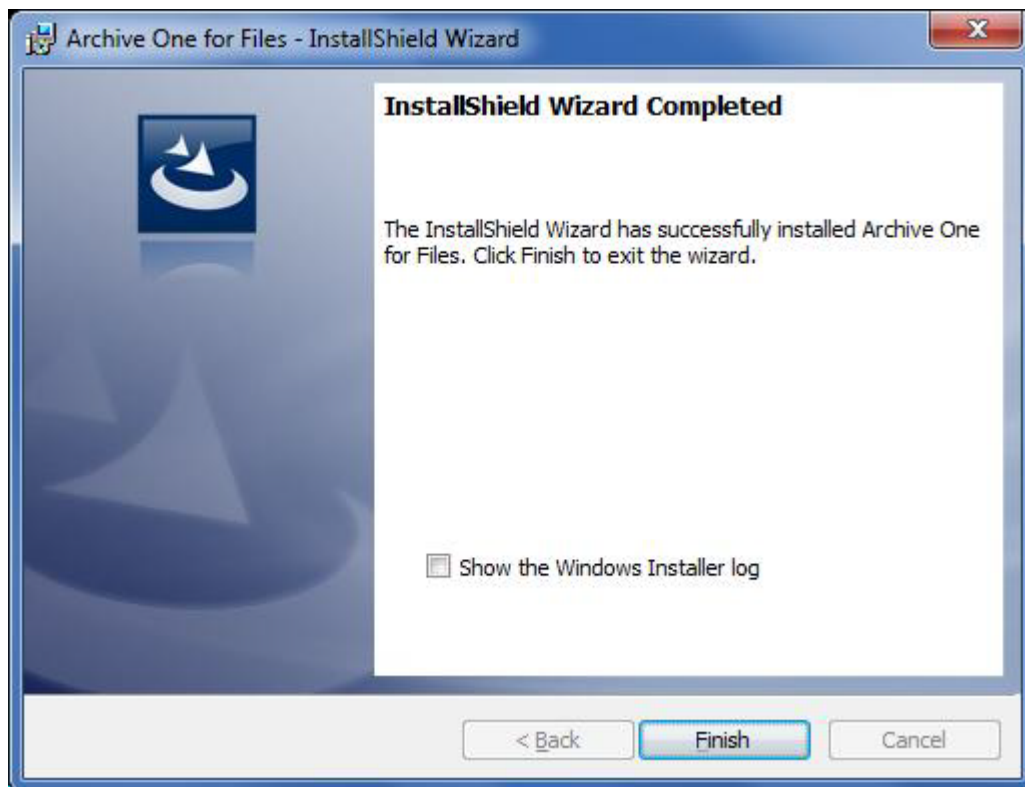 Archive One for Files - InstallShield Wizard
InstallShield Wizard Completed
The InstallShield Wizard has successfully installed Archive One
for Files. Click Finish to exit the wizard.
Show the Windows Installer log
< Back
Finish
Cancel